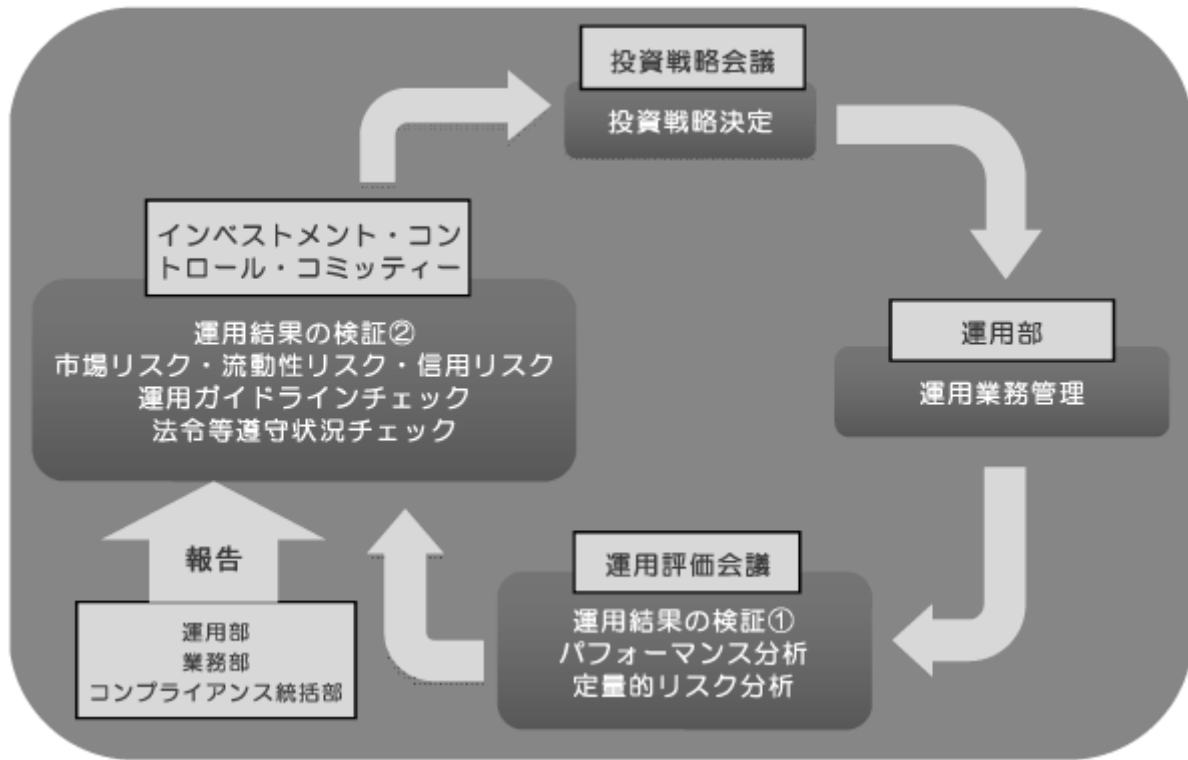 投資戦略会議
投資戦略決定
運用部
運用業務管理
運用評価会議
運用結果の検証①
パフォーマンス分析
定量的リスク分析
インベストメント・コン
トロール・コミッティー
運用結果の検証②
市場リスク・流動性リスク・信用リスク
運用ガイドラインチェック
法令等遵守状況チェック
報告
運用部
業務部
コンプライアンス統括部